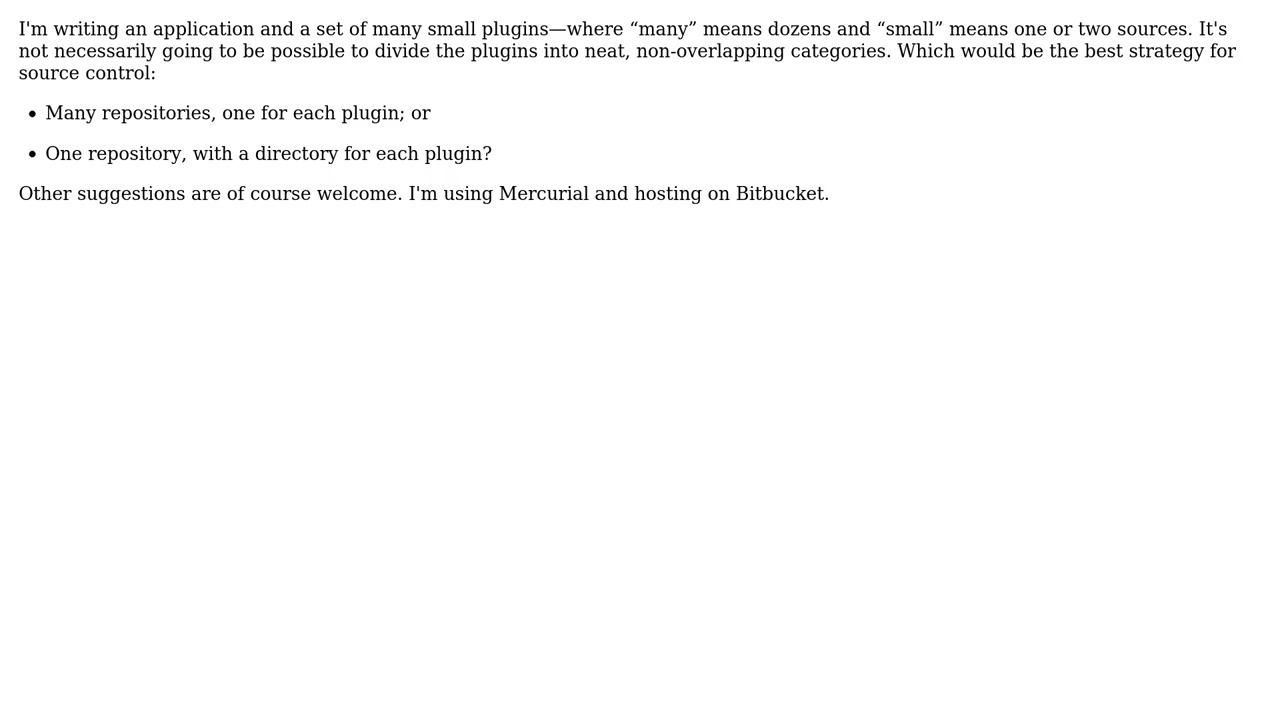 I'm writing an application and a set of many small plugins—where “many” means dozens and “small” means one or two sources. It's
not necessarily going to be possible to divide the plugins into neat, non-overlapping categories. Which would be the best strategy for
source control:
• Many repositories, one for each plugin; or
• One repository, with a directory for each plugin?
Other suggestions are of course welcome. I'm using Mercurial and hosting on Bitbucket.